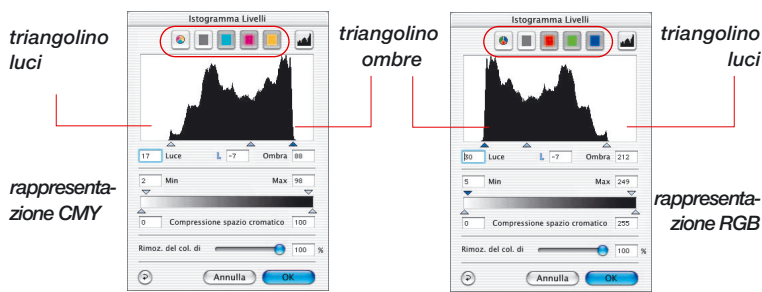 Istogramma Livelli
triangolino
luci
17 Luce L -7 Ombra 88
rappresenta-
zione CMY
2 Min Max 98
0 Compressione spazio cromatico 100
Rimoz. del col. di 100 %
Annulla OK
triangolino
ombre
Istogramma Livelli
triangolino
luci
30 Luce L -7 Ombra 212
5 Min Max 249
rappresenta-
zione RGB
0 Compressione spazio cromatico 255
Rimoz. del col. di 100 %
Annulla OK